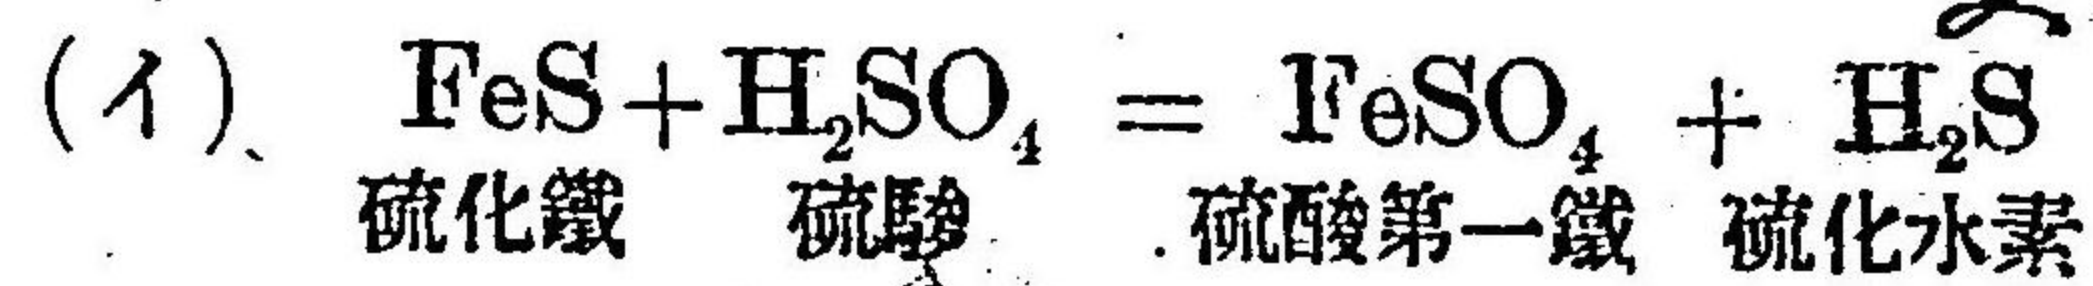 (イ)、 FeS+H₂SO₄ = FeSO₄ + H₂S
硫化鐵 硫酸 硫酸第一鐵 硫化水素